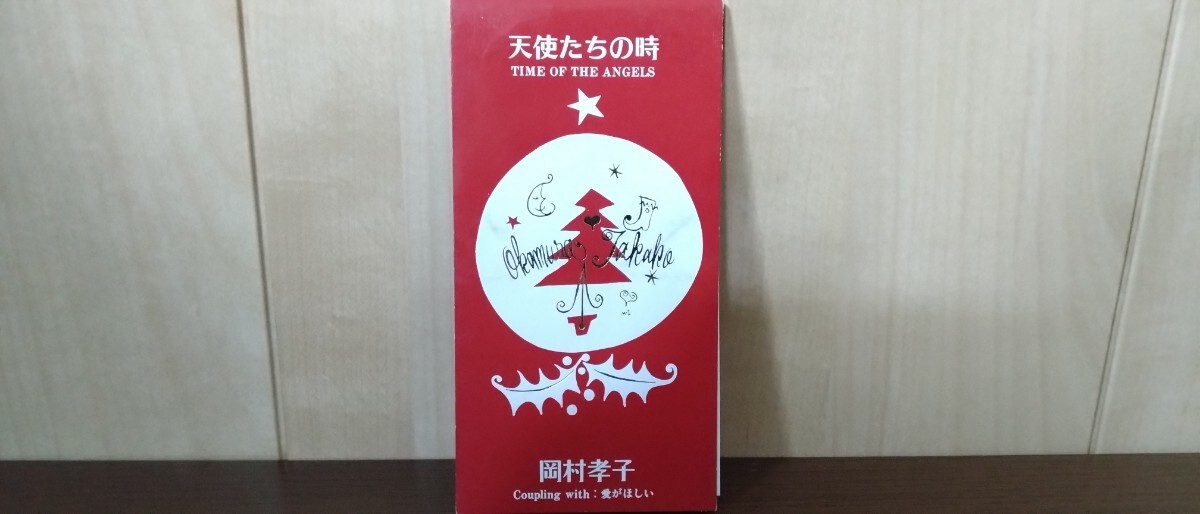 天使たちの時
TIME OF THE ANGELS
Okamura Takako
岡村孝子
Coupling with：愛がほしい